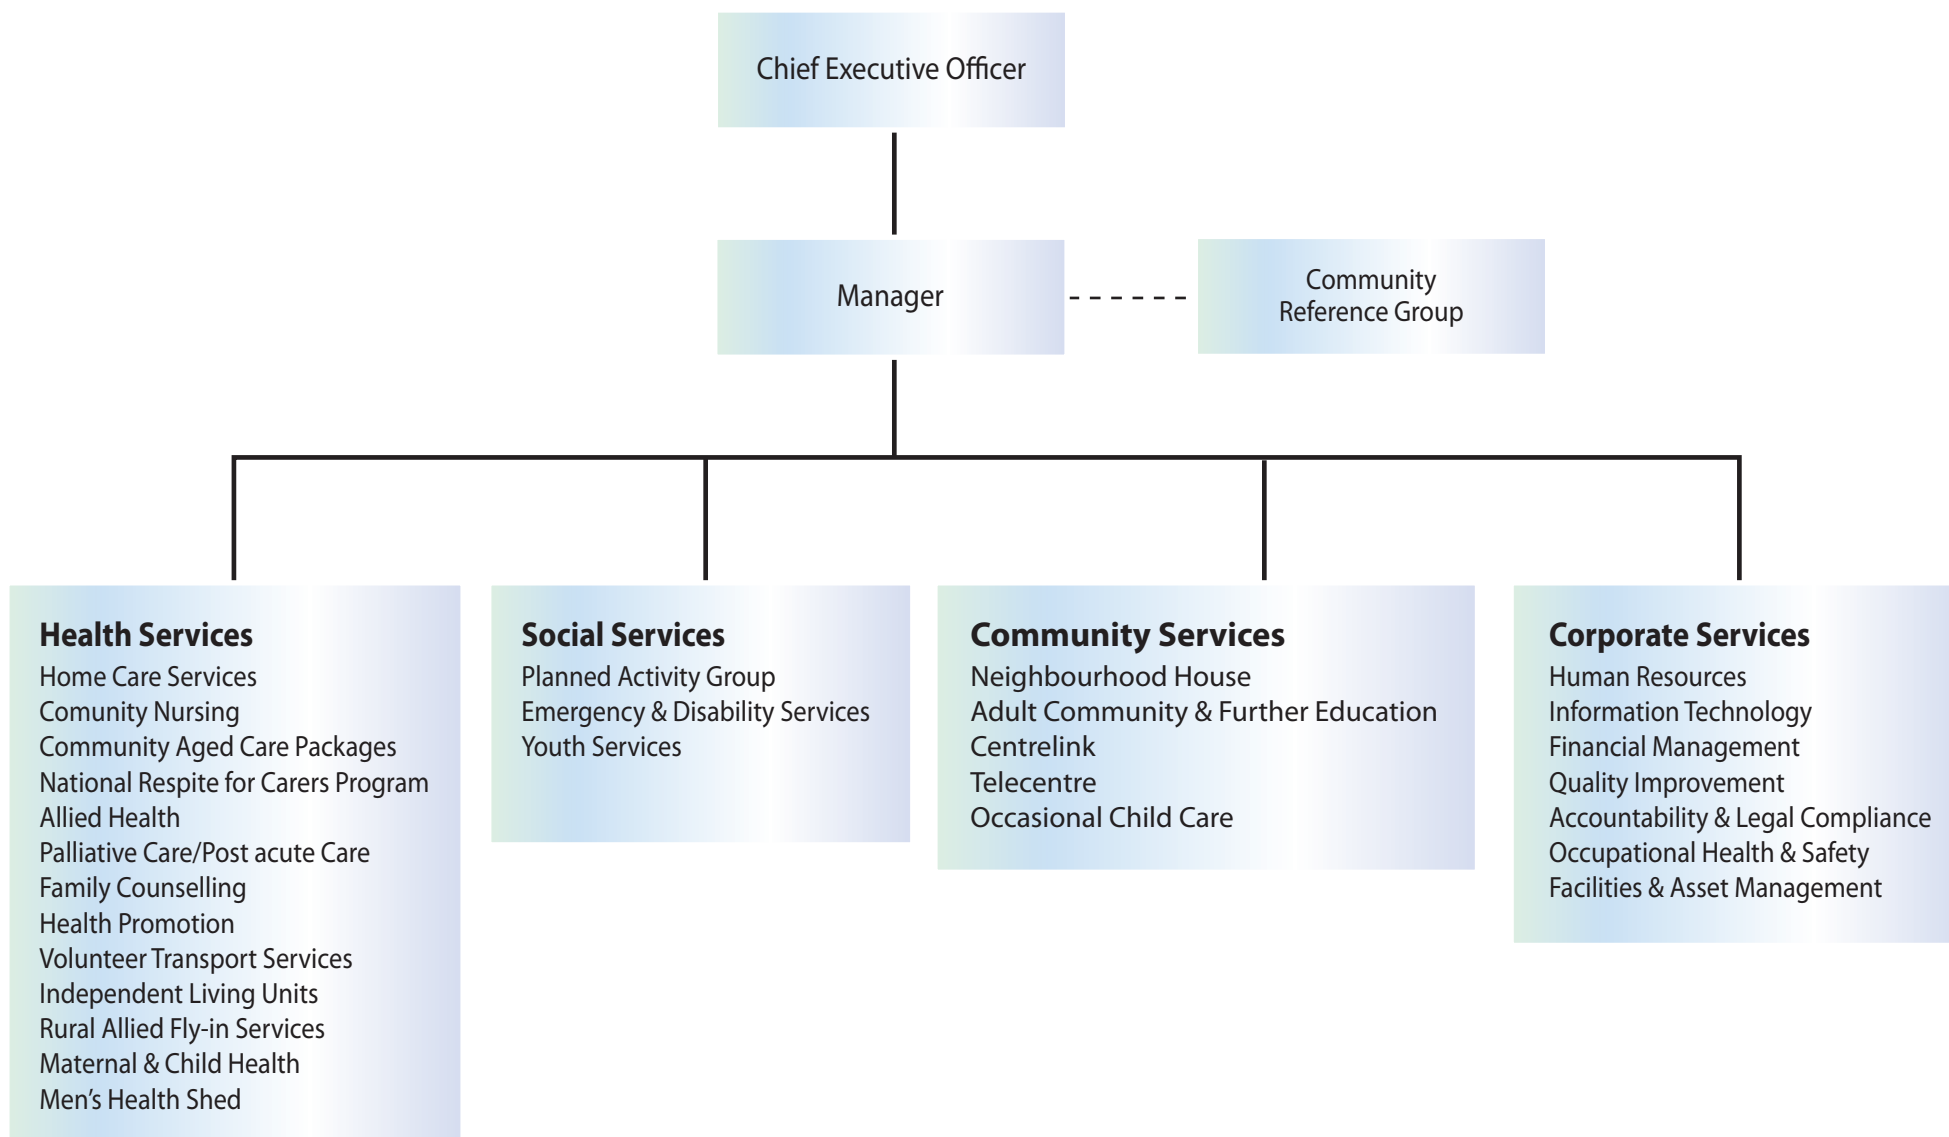 Chief Executive Officer
Manager
Community
Reference Group
Health Services
Home Care Services
Comunity Nursing
Community Aged Care Packages
National Respite for Carers Program
Allied Health
Palliative Care/Post acute Care
Family Counselling
Health Promotion
Volunteer Transport Services
Independent Living Units
Rural Allied Fly-in Services
Maternal & Child Health
Men’s Health Shed
Social Services
Planned Activity Group
Emergency & Disability Services
Youth Services
Community Services
Neighbourhood House
Adult Community & Further Education
Centrelink
Telecentre
Occasional Child Care
Corporate Services
Human Resources
Information Technology
Financial Management
Quality Improvement
Accountability & Legal Compliance
Occupational Health & Safety
Facilities & Asset Management